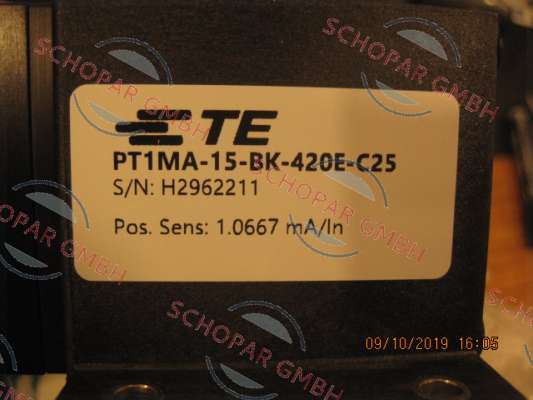 SCHOPAR GMBH
SCHOPAR GMBH
TE
PT1MA-15-BK-420E-C25
S/N: H2962211
SCHOPAR GMBH
Pos. Sens: 1.0667 mA/In
SCHOPAR GMBH
SCHOPAR GMBH
09/10/2019 16:05
SCHOPAR GMBH